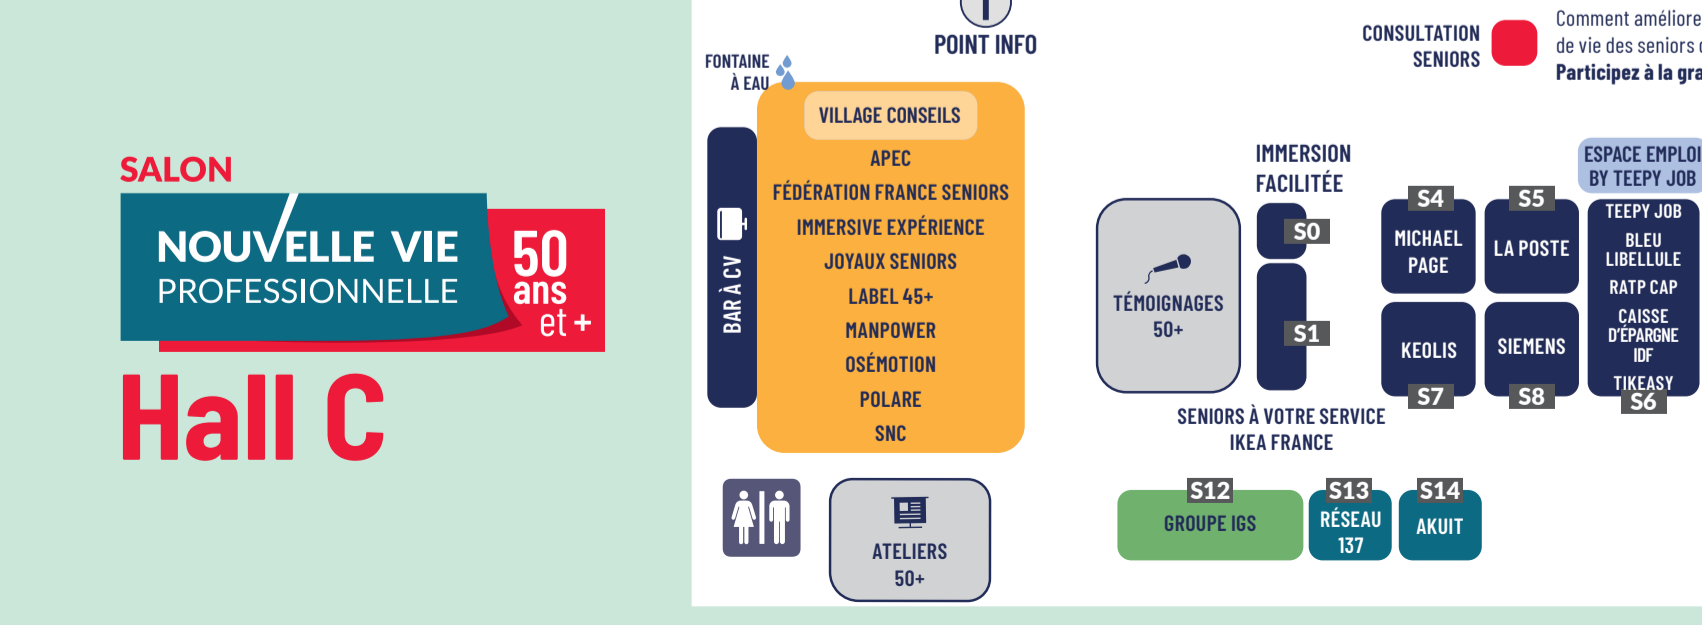 SALON
NOUVELLE VIE
PROFESSIONNELLE
50
ans
et +
Hall C
POINT INFO
FONTAINE
À EAU
VILLAGE CONSEILS
APEC
FÉDÉRATION FRANCE SENIORS
IMMERSIVE EXPÉRIENCE
JOYAUX SENIORS
LABEL 45+
MANPOWER
OSÉMOTION
POLARE
SNC
BAR À CV
ATELIERS
50+
CONSULTATION
SENIORS
Comment améliore
de vie des seniors
Participez à la gra
TÉMOIGNAGES
50+
IMMERSION
FACILITÉE
S0
S1
SENIORS À VOTRE SERVICE
IKEA FRANCE
S4
MICHAEL
PAGE
S5
LA POSTE
KEOLIS
S7
SIEMENS
S8
ESPACE EMPLOI
BY TEEPY JOB
TEEPY JOB
BLEU
LIBELLULE
RATP CAP
CAISSE
D'ÉPARGNE
IDF
TIKEASY
S6
S12
GROUPE IGS
S13
RÉSEAU
137
S14
AKUIT